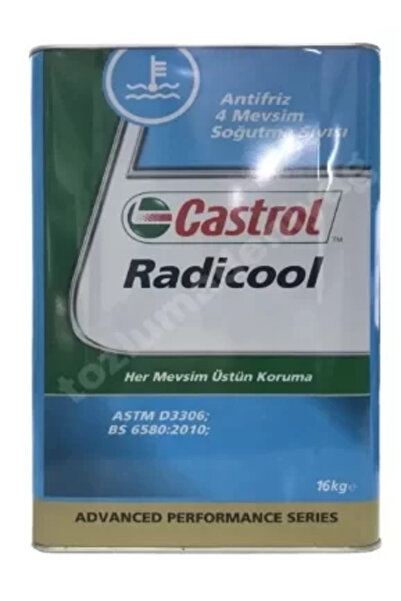 Antifriz
4 Mevsim
Soğutma Sıvısı
Castrol
TM
Radicool
Her Mevsim Üstün Koruma
ASTM D3306;
BS 6580:2010;
16kg℮
ADVANCED PERFORMANCE SERIES